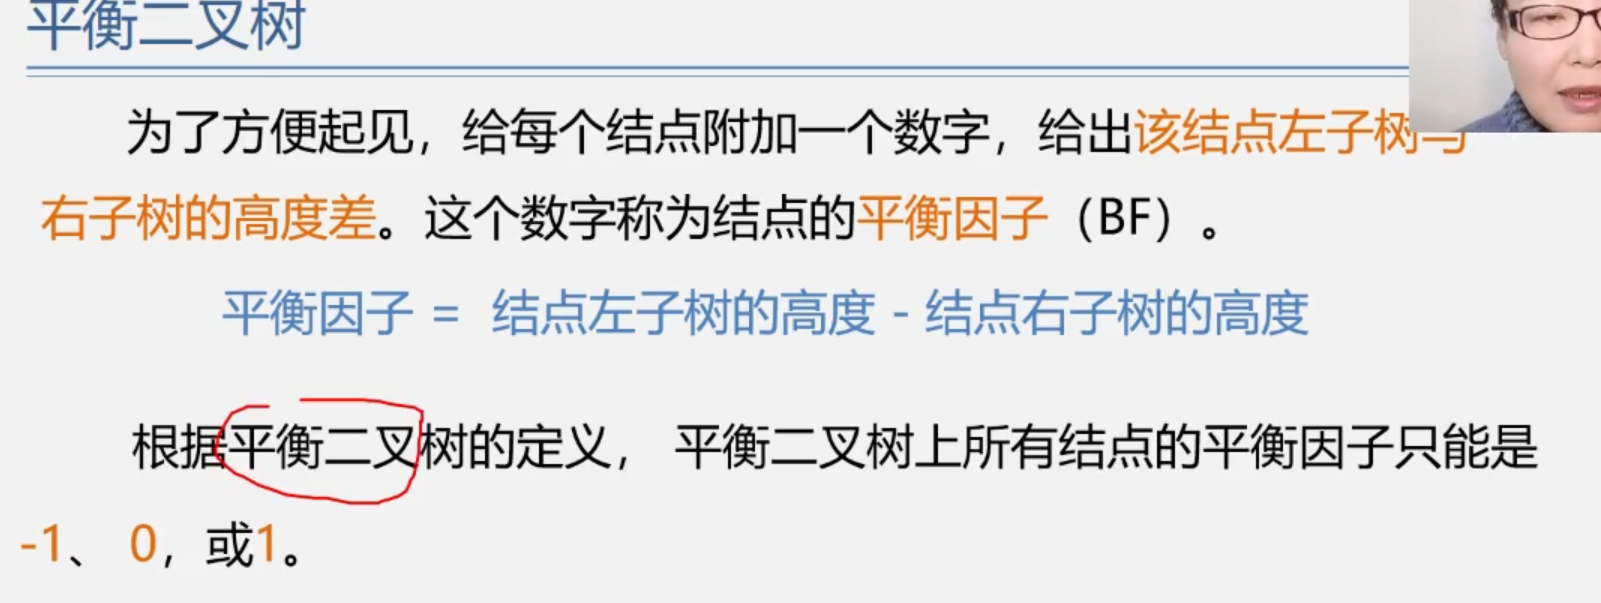 平衡二叉树
为了方便起见，给每个结点附加一个数字，给出该结点左子树与
右子树的高度差。这个数字称为结点的平衡因子（BF）。
平衡因子 = 结点左子树的高度 - 结点右子树的高度
根据平衡二叉树的定义， 平衡二叉树上所有结点的平衡因子只能是
-1、 0，或1。